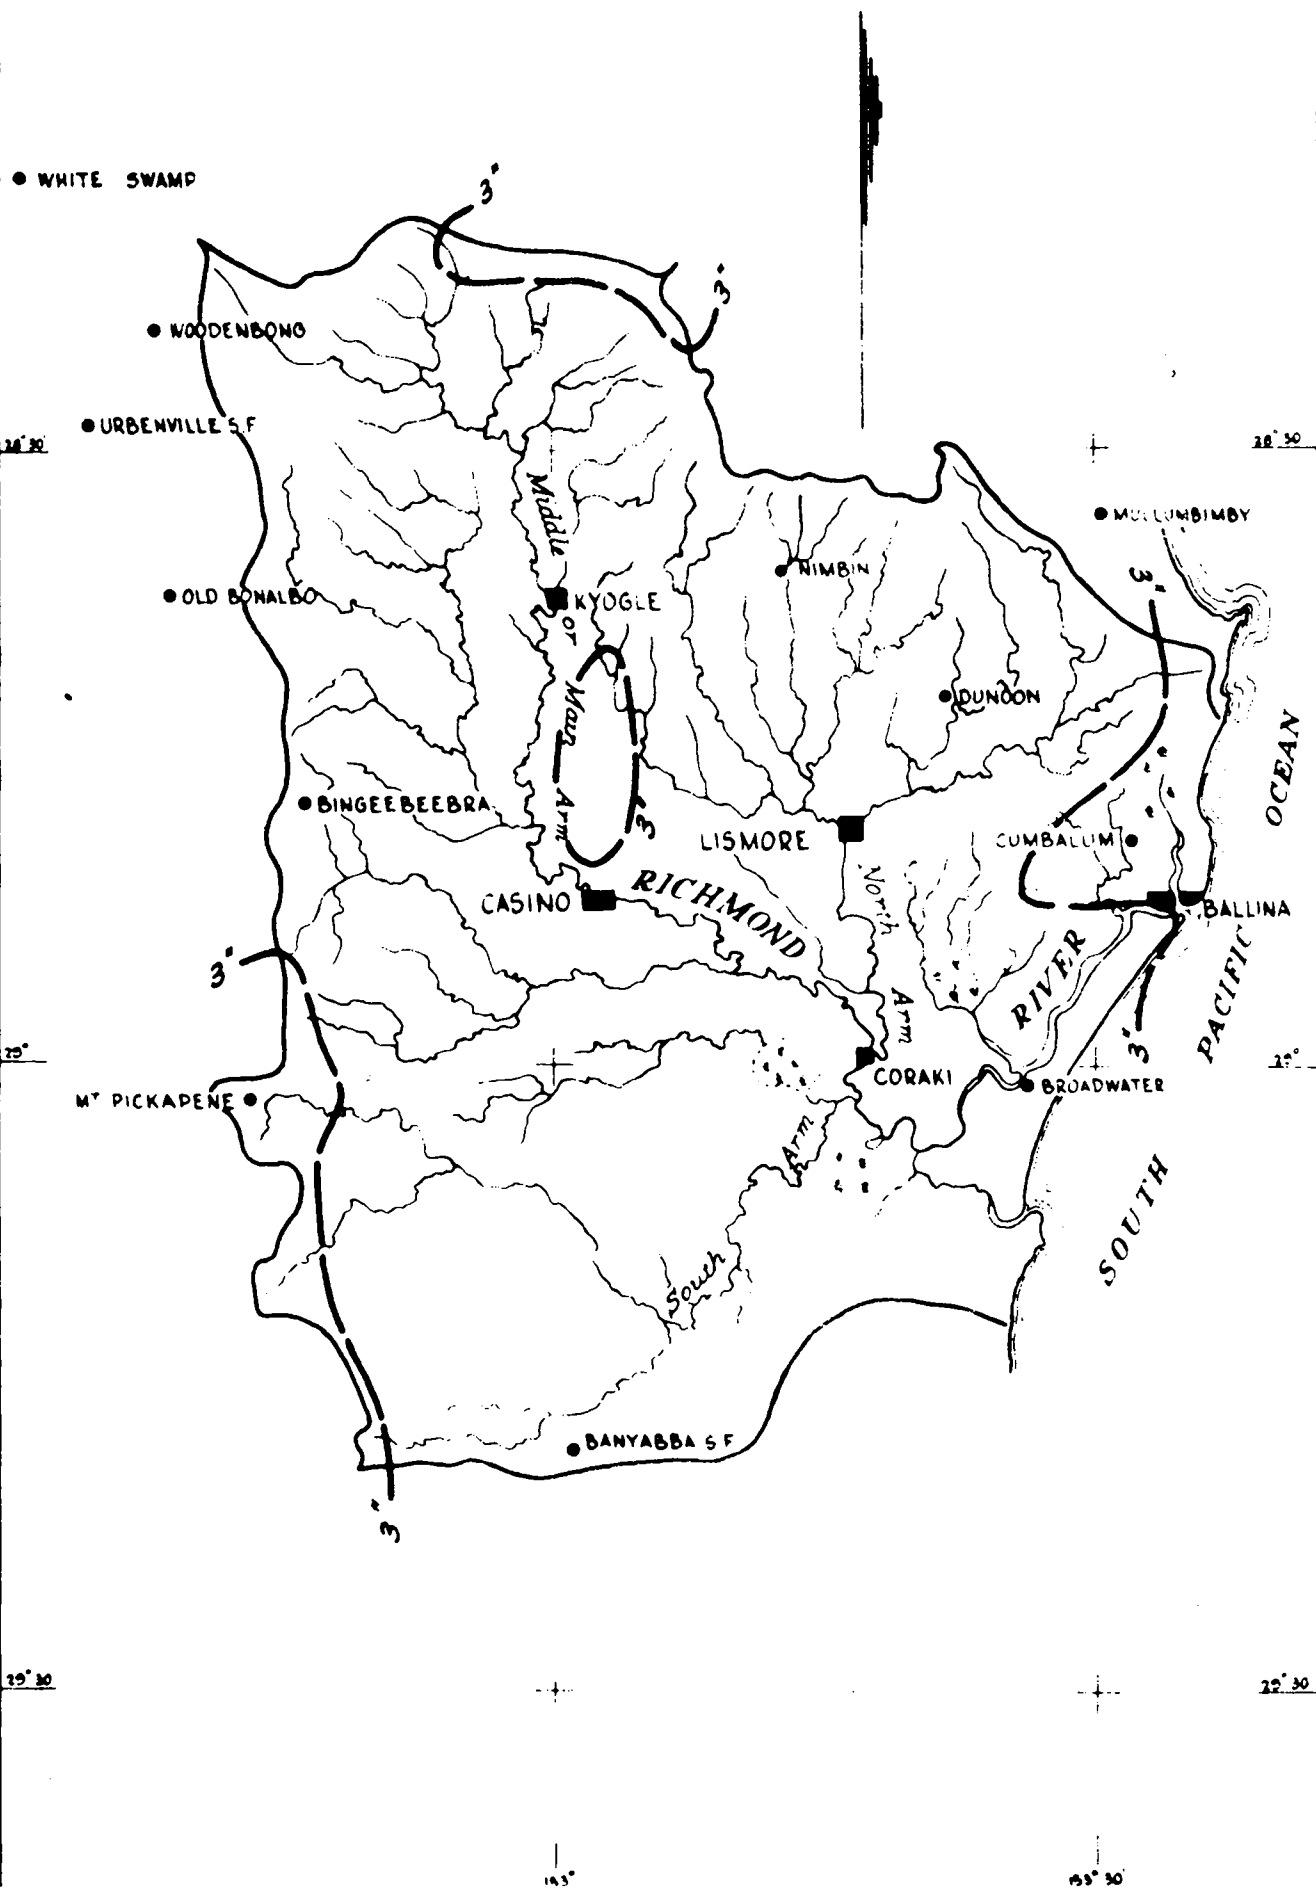 WHITE SWAMP
3"
3"
WOODENBONG
URBENVILLE S.F
28° 30'
28° 30
MULLUMBIMBY
Middle
NIMBIN
3"
OLD BONALBO
KYOGLE
or
Main
DUNOON
OCEAN
BINGEEBEEBRA
Arm
3"
LISMORE
CUMBALUM
North
RICHMOND
CASINO
BALLINA
RIVER
PACIFIC
3"
Arm
3"
29°
29°
CORAKI
BROADWATER
MT PICKAPENE
Arm
SOUTH
South
BANYABBA S F
3"
29° 30
29° 30
153°
153° 30'